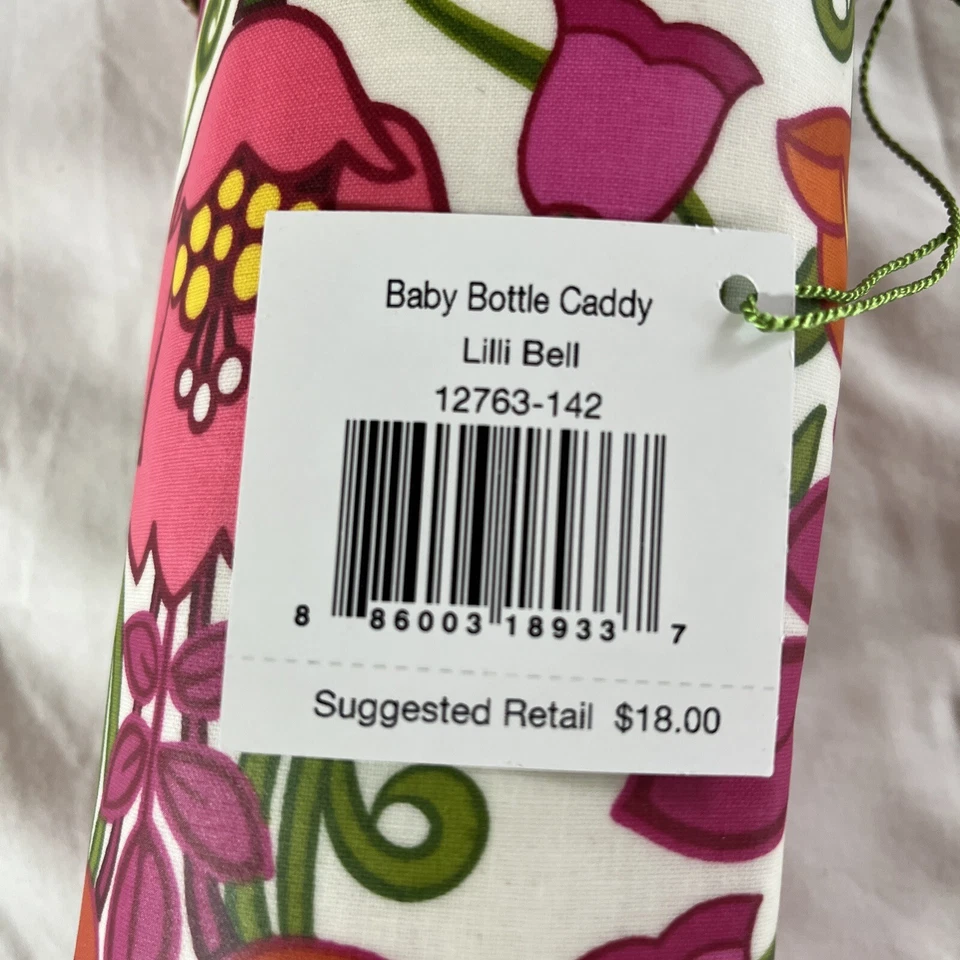 Baby Bottle Caddy
Lilli Bell
12763-142
8 86003 18933 7
Suggested Retail $18.00